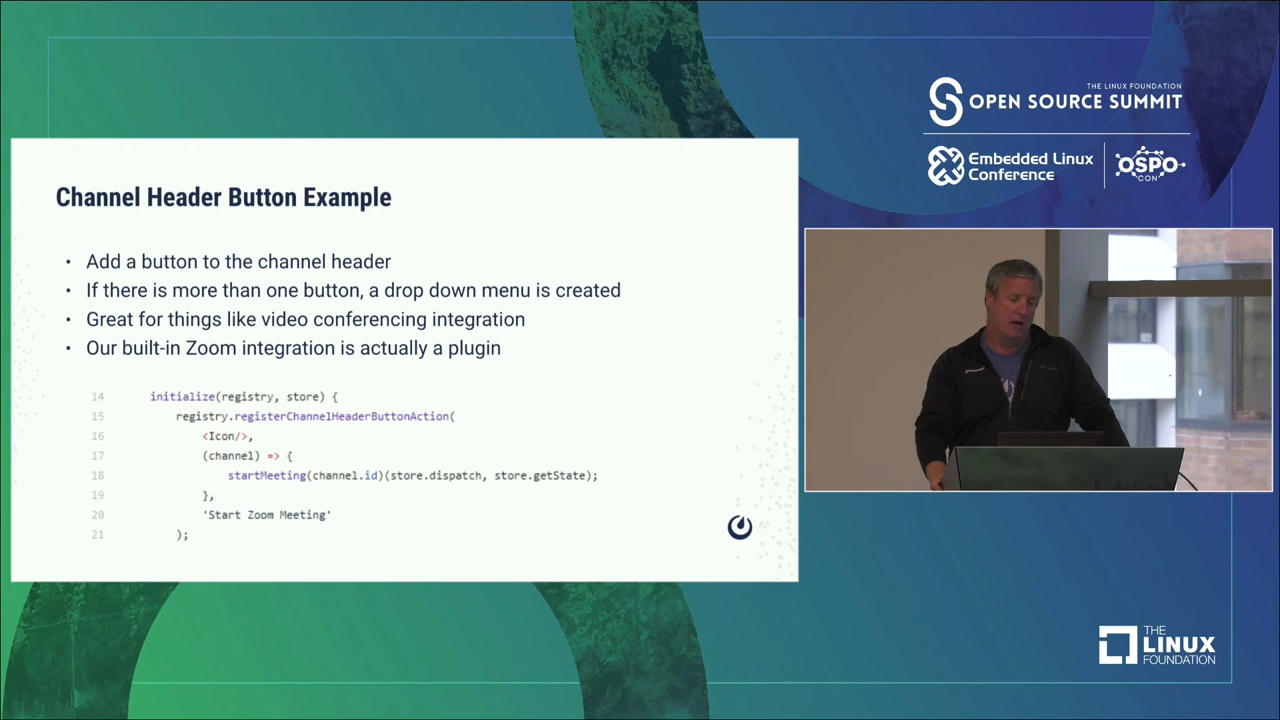 THE LINUX FOUNDATION
OPEN SOURCE SUMMIT
Embedded Linux
Conference
OSPO
CON
Channel Header Button Example
• Add a button to the channel header
• If there is more than one button, a drop down menu is created
• Great for things like video conferencing integration
• Our built-in Zoom integration is actually a plugin
14 initialize(registry, store) {
15 registry.registerChannelHeaderButtonAction(
16 <Icon/>,
17 (channel) => {
18 startMeeting(channel.id)(store.dispatch, store.getState);
19 },
20 'Start Zoom Meeting'
21 );
THE
LINUX
FOUNDATION